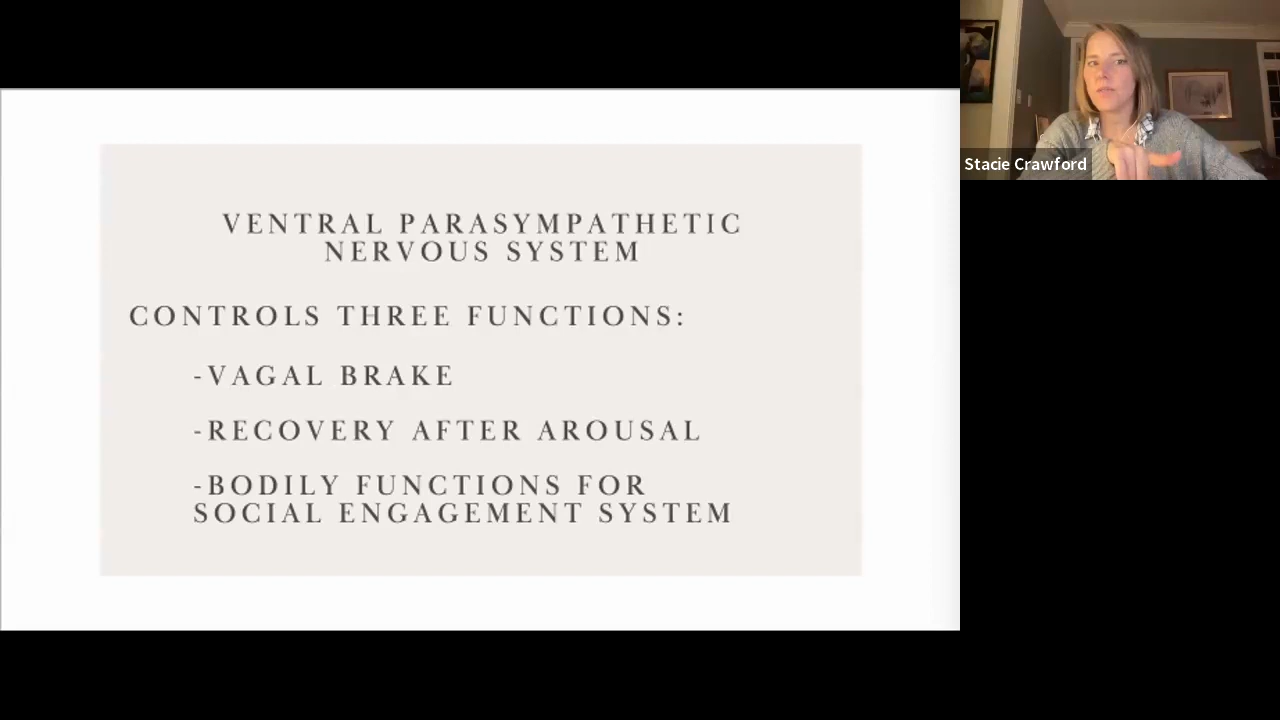 VENTRAL PARASYMPATHETIC
NERVOUS SYSTEM
CONTROLS THREE FUNCTIONS:
-VAGAL BRAKE
-RECOVERY AFTER AROUSAL
-BODILY FUNCTIONS FOR
SOCIAL ENGAGEMENT SYSTEM
Stacie Crawford